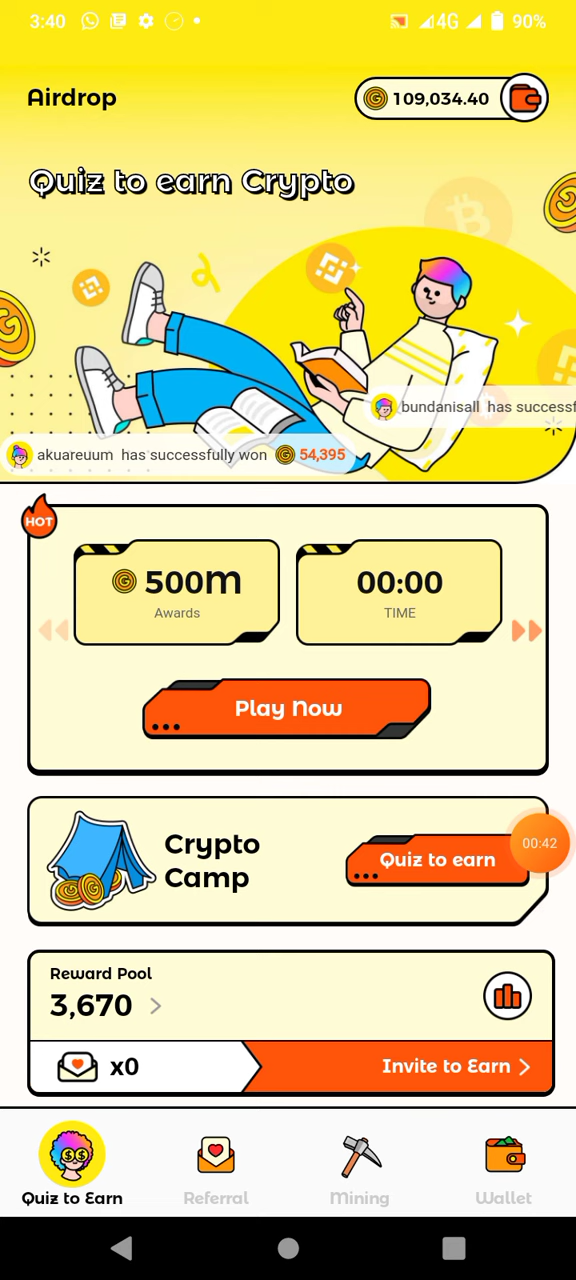 3:40 4G 90%
Airdrop
109,034.40
Quiz to earn Crypto
bundanisall has successf
akuareuum has successfully won 54,395
HOT
500M
00:00
Awards
TIME
Play Now
Crypto
Camp
Quiz to earn
00:42
Reward Pool
3,670
x0
Invite to Earn
Quiz to Earn
Referral
Mining
Wallet